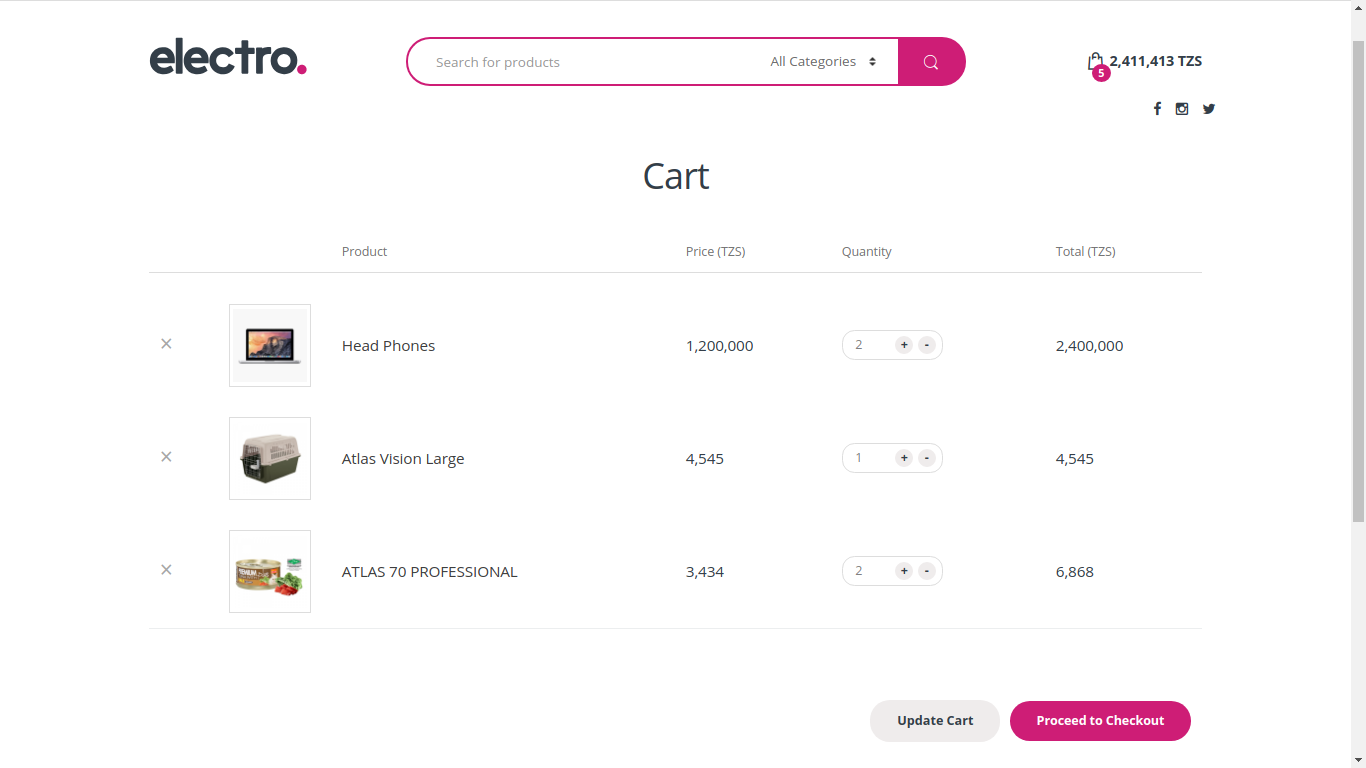 electro.
Search for products All Categories
2,411,413 TZS
5
Cart
Product Price (TZS) Quantity Total (TZS)
× Head Phones 1,200,000 2 + - 2,400,000
× Atlas Vision Large 4,545 1 + - 4,545
× ATLAS 70 PROFESSIONAL 3,434 2 + - 6,868
Update Cart Proceed to Checkout